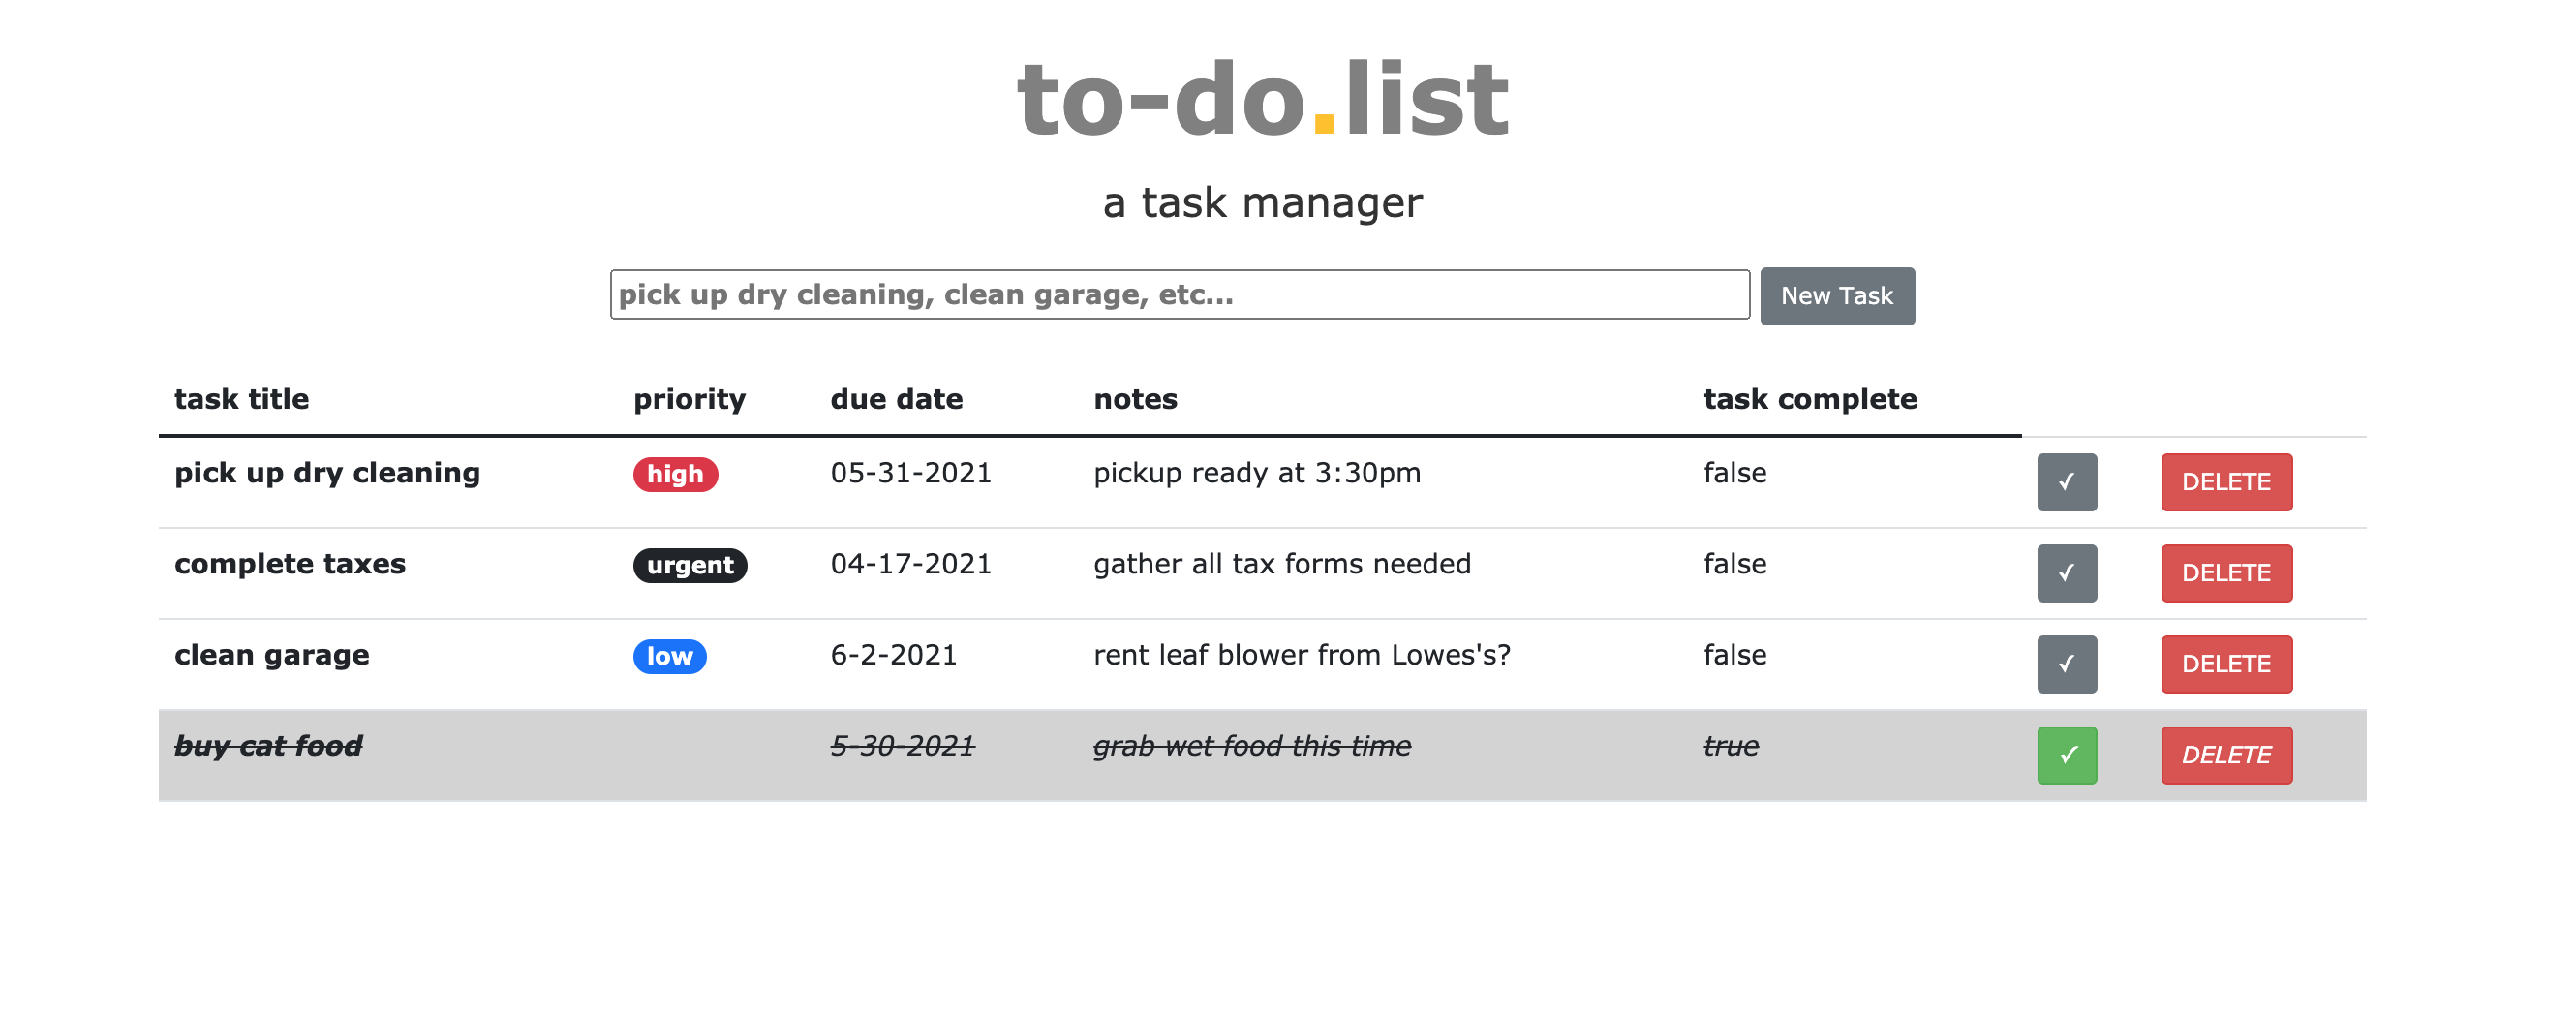 to-do.list
a task manager
pick up dry cleaning, clean garage, etc... New Task
task title priority due date notes task complete
pick up dry cleaning high 05-31-2021 pickup ready at 3:30pm false ✓ DELETE
complete taxes urgent 04-17-2021 gather all tax forms needed false ✓ DELETE
clean garage low 6-2-2021 rent leaf blower from Lowes's? false ✓ DELETE
buy cat food 5-30-2021 grab wet food this time true ✓ DELETE